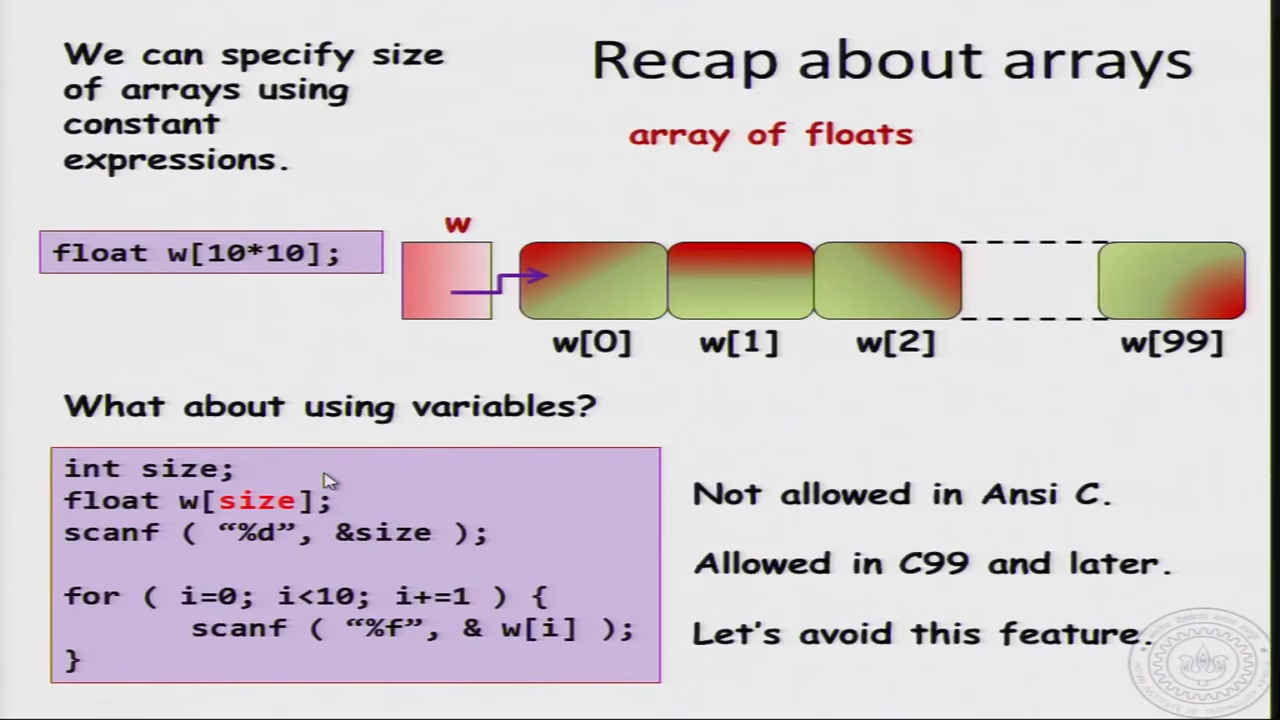 We can specify size
of arrays using
constant
expressions.
Recap about arrays
array of floats
float w[10*10];
w
w[0] w[1] w[2] w[99]
What about using variables?
int size;
float w[size];
scanf ( “%d”, &size );
for ( i=0; i<10; i+=1 ) {
scanf ( “%f”, & w[i] );
}
Not allowed in Ansi C.
Allowed in C99 and later.
Let's avoid this feature.